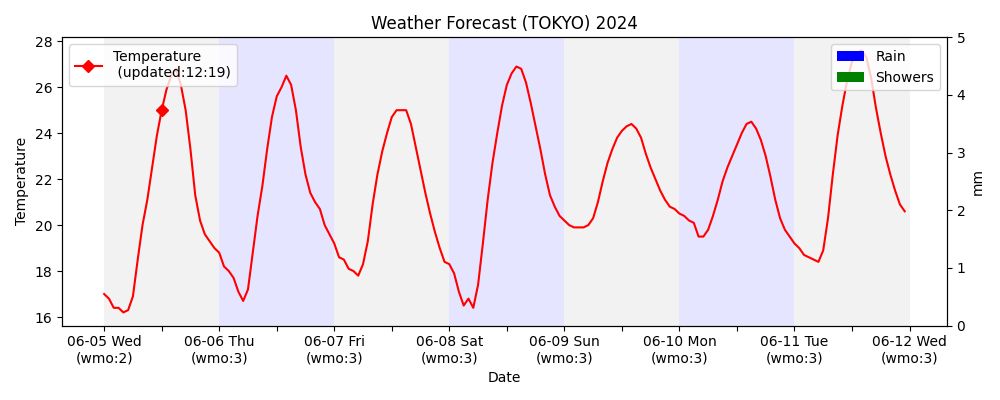 Weather Forecast (TOKYO) 2024
Temperature
(updated:12:19)
Rain
Showers
Temperature
28
26
24
22
20
18
16
5
4
3
2
1
0
mm
06-05 Wed
(wmo:2)
06-06 Thu
(wmo:3)
06-07 Fri
(wmo:3)
06-08 Sat
(wmo:3)
06-09 Sun
(wmo:3)
06-10 Mon
(wmo:3)
06-11 Tue
(wmo:3)
06-12 Wed
(wmo:3)
Date